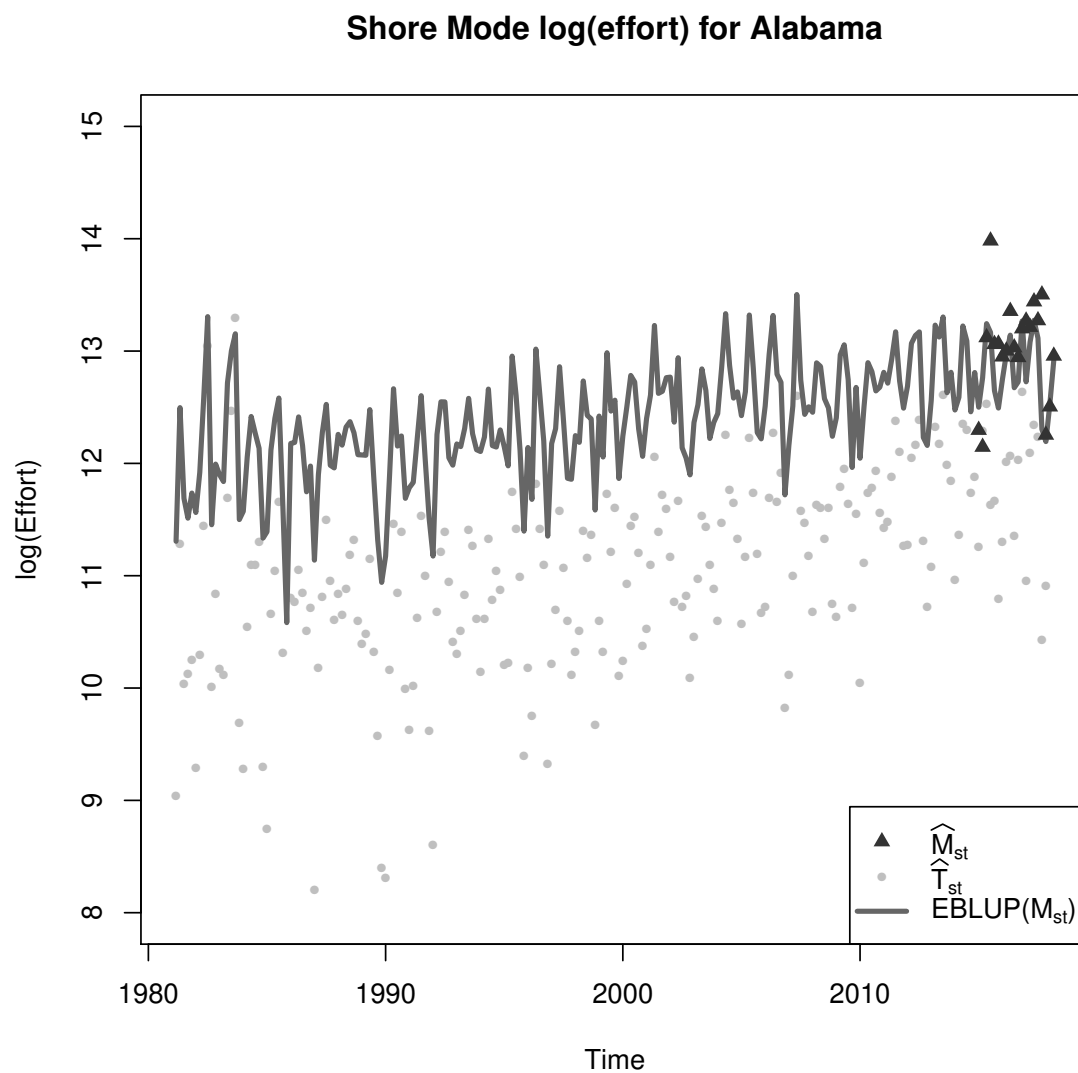 Shore Mode log(effort) for Alabama
log(Effort)
15
14
13
12
11
10
9
8
1980 1990 2000 2010
Time
M̂st
T̂st
EBLUP(Mst)